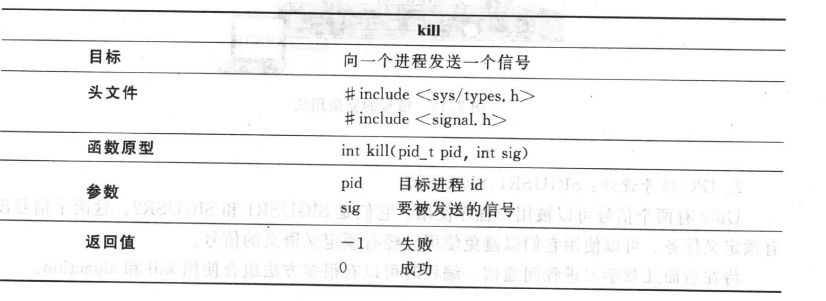 kill
目标 向一个进程发送一个信号
头文件 #include <sys/types.h>
#include <signal.h>
函数原型 int kill(pid_t pid, int sig)
参数 pid 目标进程 id
sig 要被发送的信号
返回值 -1 失败
0 成功